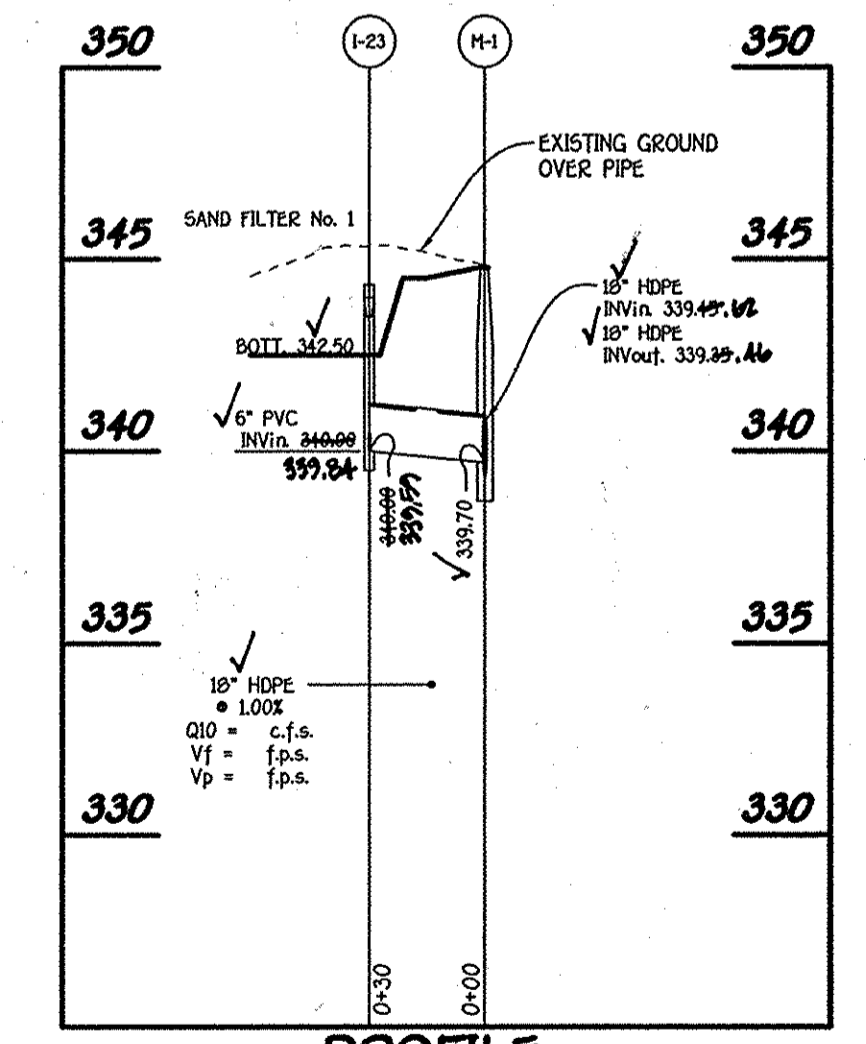 350
I-23
M-1
350
EXISTING GROUND
OVER PIPE
SAND FILTER No. 1
345
345
18" HDPE
INVin. 339.45 .62
18" HDPE
INVout. 339.35 .46
BOTT. 342.50
6" PVC
INVin. 340.00
339.84
340
340
340.00
339.59
339.70
335
335
18" HDPE
@ 1.00%
Q10 = c.f.s.
Vf = f.p.s.
Vp = f.p.s.
330
330
0+30
0+00
PROFILE